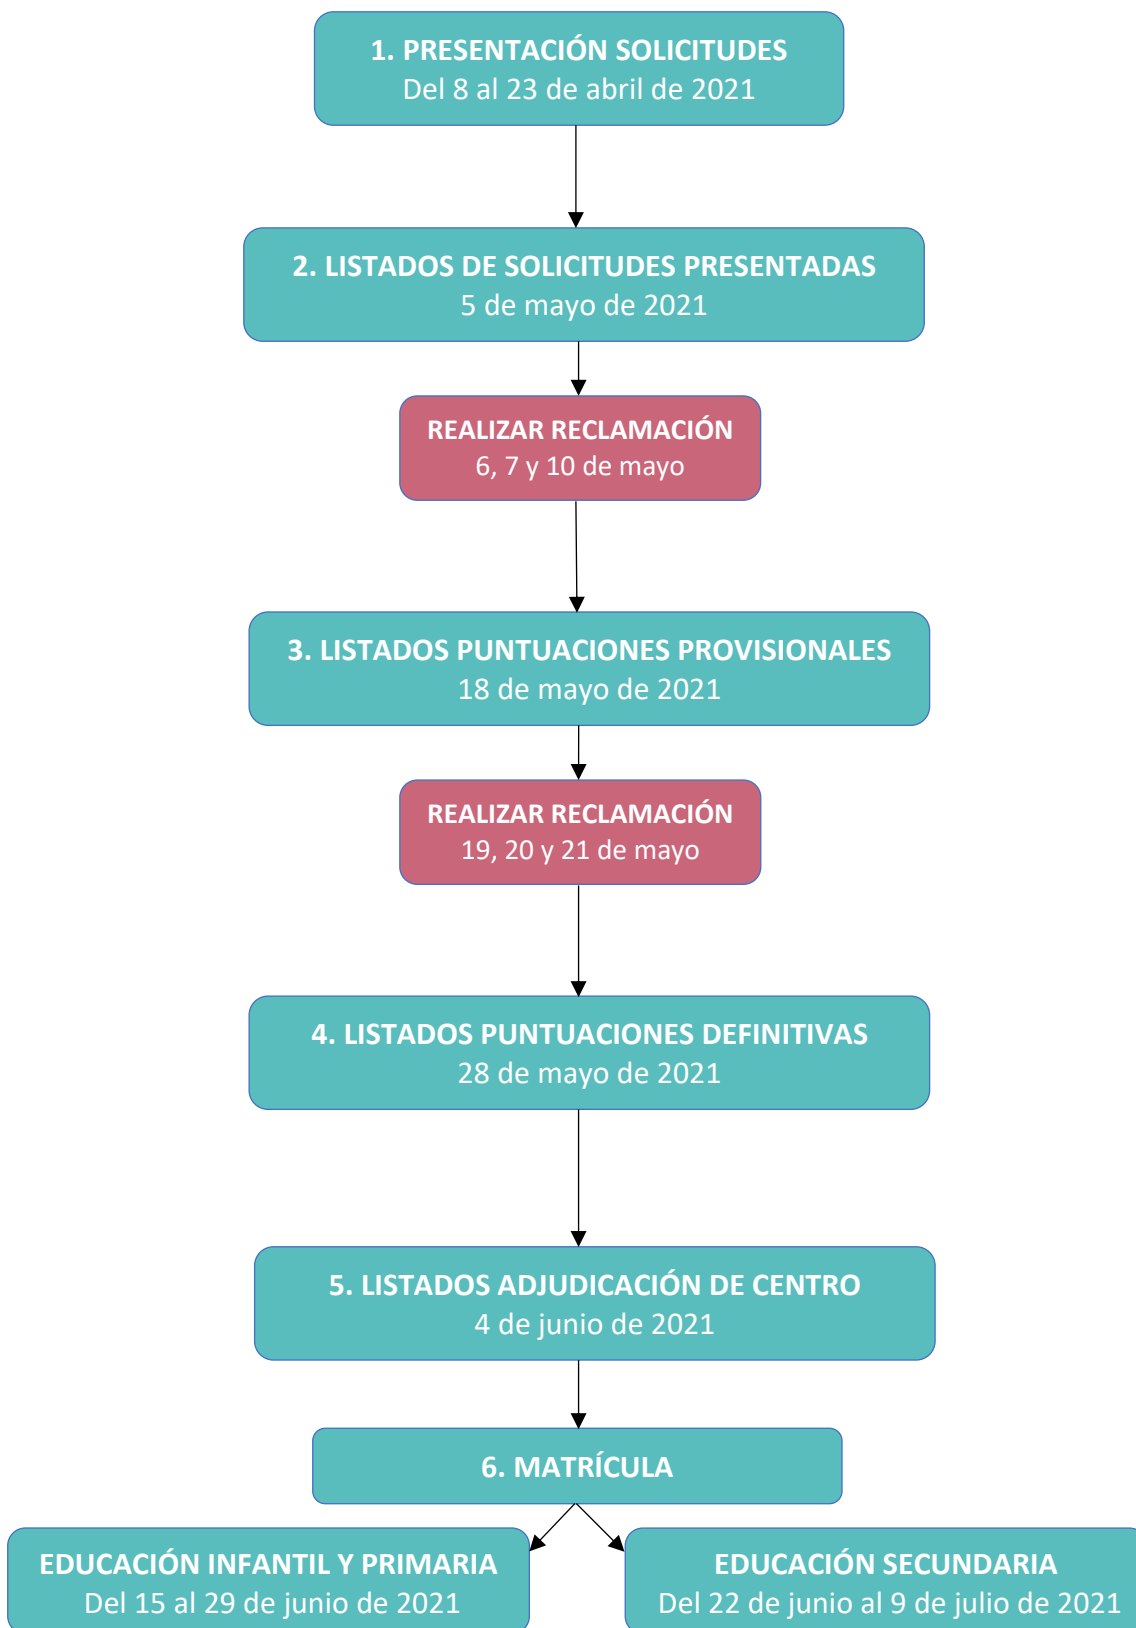 1. PRESENTACIÓN SOLICITUDES
Del 8 al 23 de abril de 2021
2. LISTADOS DE SOLICITUDES PRESENTADAS
5 de mayo de 2021
REALIZAR RECLAMACIÓN
6, 7 y 10 de mayo
3. LISTADOS PUNTUACIONES PROVISIONALES
18 de mayo de 2021
REALIZAR RECLAMACIÓN
19, 20 y 21 de mayo
4. LISTADOS PUNTUACIONES DEFINITIVAS
28 de mayo de 2021
5. LISTADOS ADJUDICACIÓN DE CENTRO
4 de junio de 2021
6. MATRÍCULA
EDUCACIÓN INFANTIL Y PRIMARIA
Del 15 al 29 de junio de 2021
EDUCACIÓN SECUNDARIA
Del 22 de junio al 9 de julio de 2021